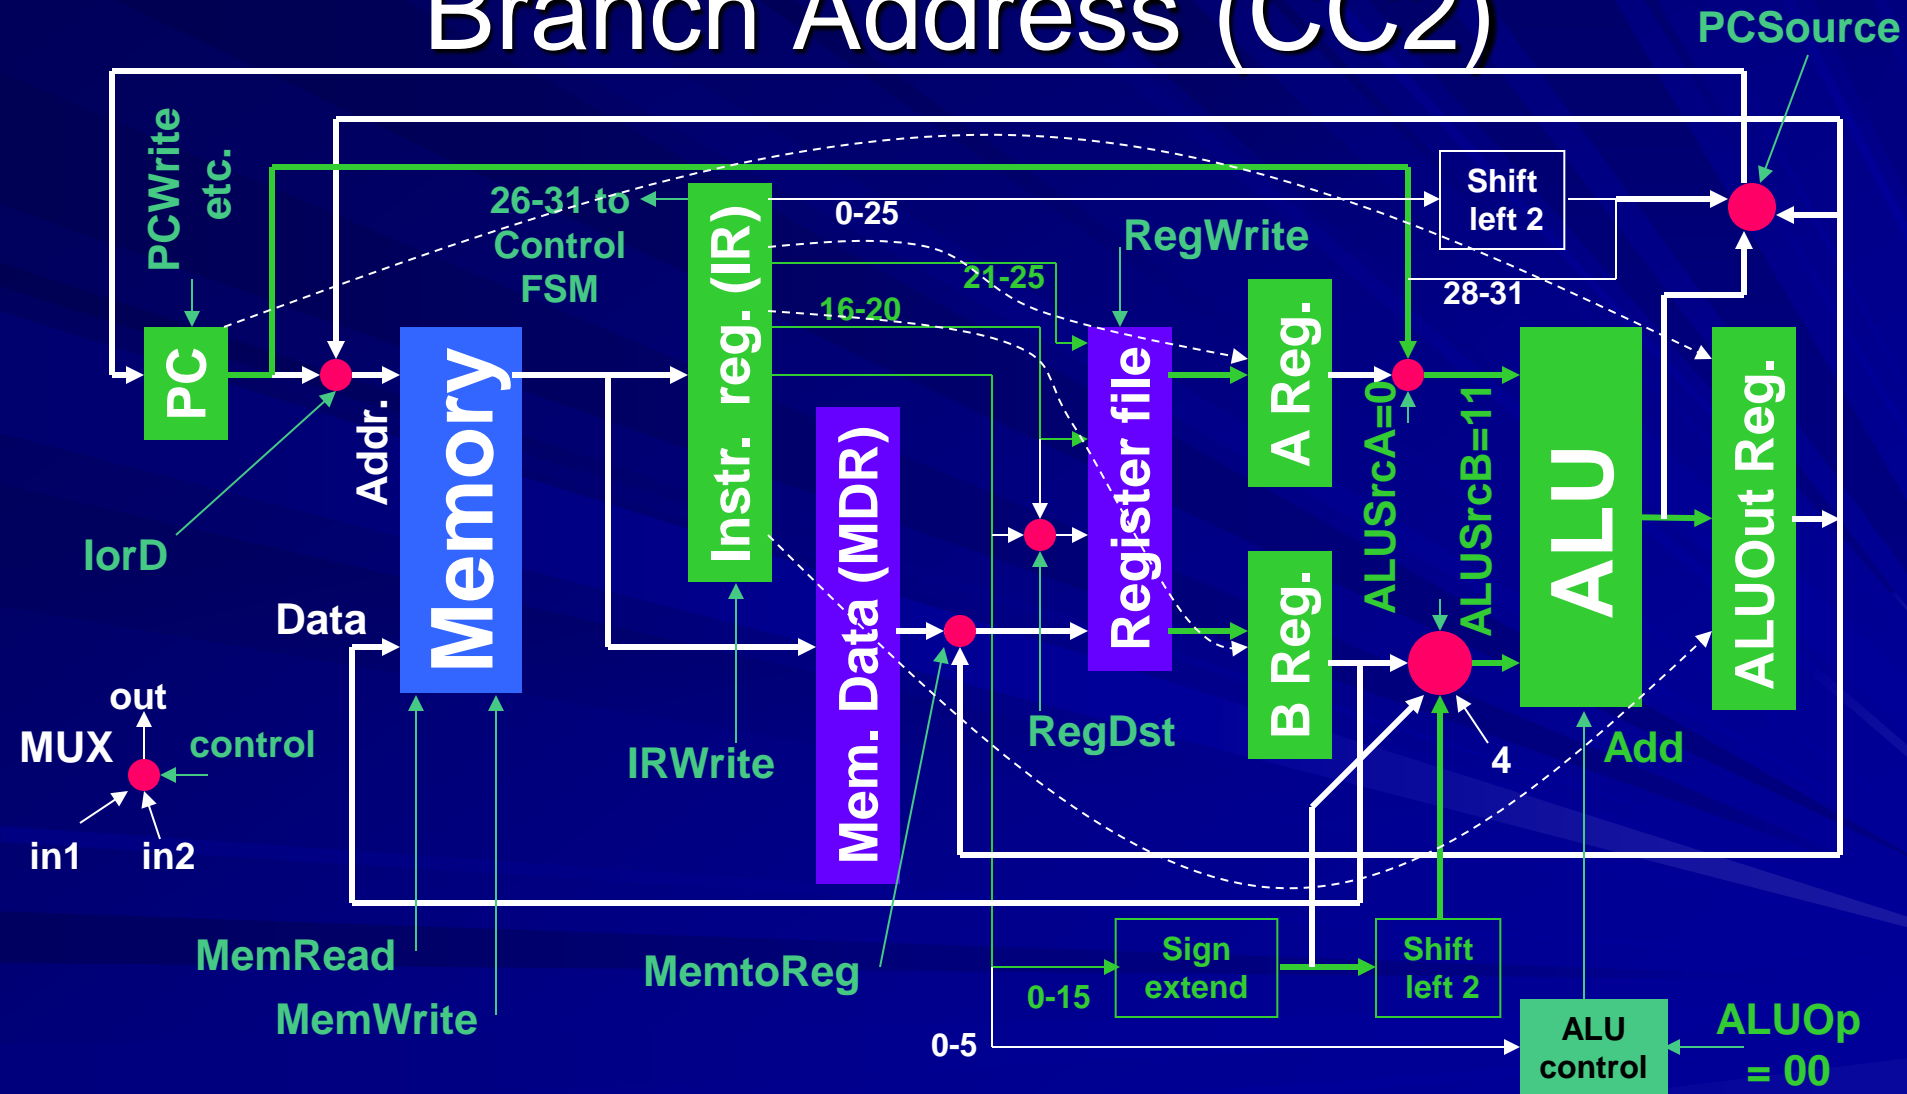 Branch Address (CC2)
PCSource
PCWrite
etc.
26-31 to
Control
FSM
0-25
Shift
left 2
RegWrite
21-25
28-31
16-20
PC
Addr.
Memory
Instr. reg. (IR)
Mem. Data (MDR)
Register file
A Reg.
B Reg.
ALUSrcA=0
ALUSrcB=11
ALU
ALUOut Reg.
IorD
Data
out
MUX
control
in1
in2
IRWrite
RegDst
4
Add
MemRead
MemtoReg
MemWrite
Sign
extend
Shift
left 2
0-15
0-5
ALU
control
ALUOp
= 00